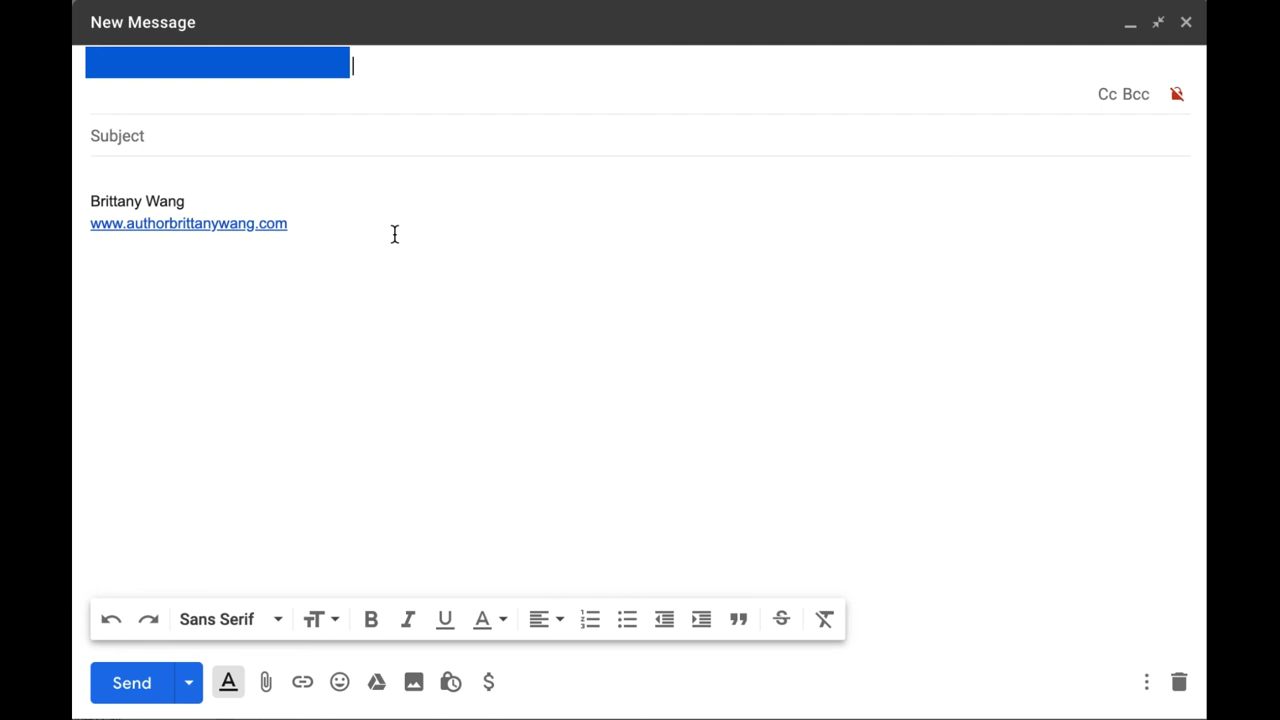 New Message
Cc Bcc
Subject
Brittany Wang
www.authorbrittanywang.com
Sans Serif
Send